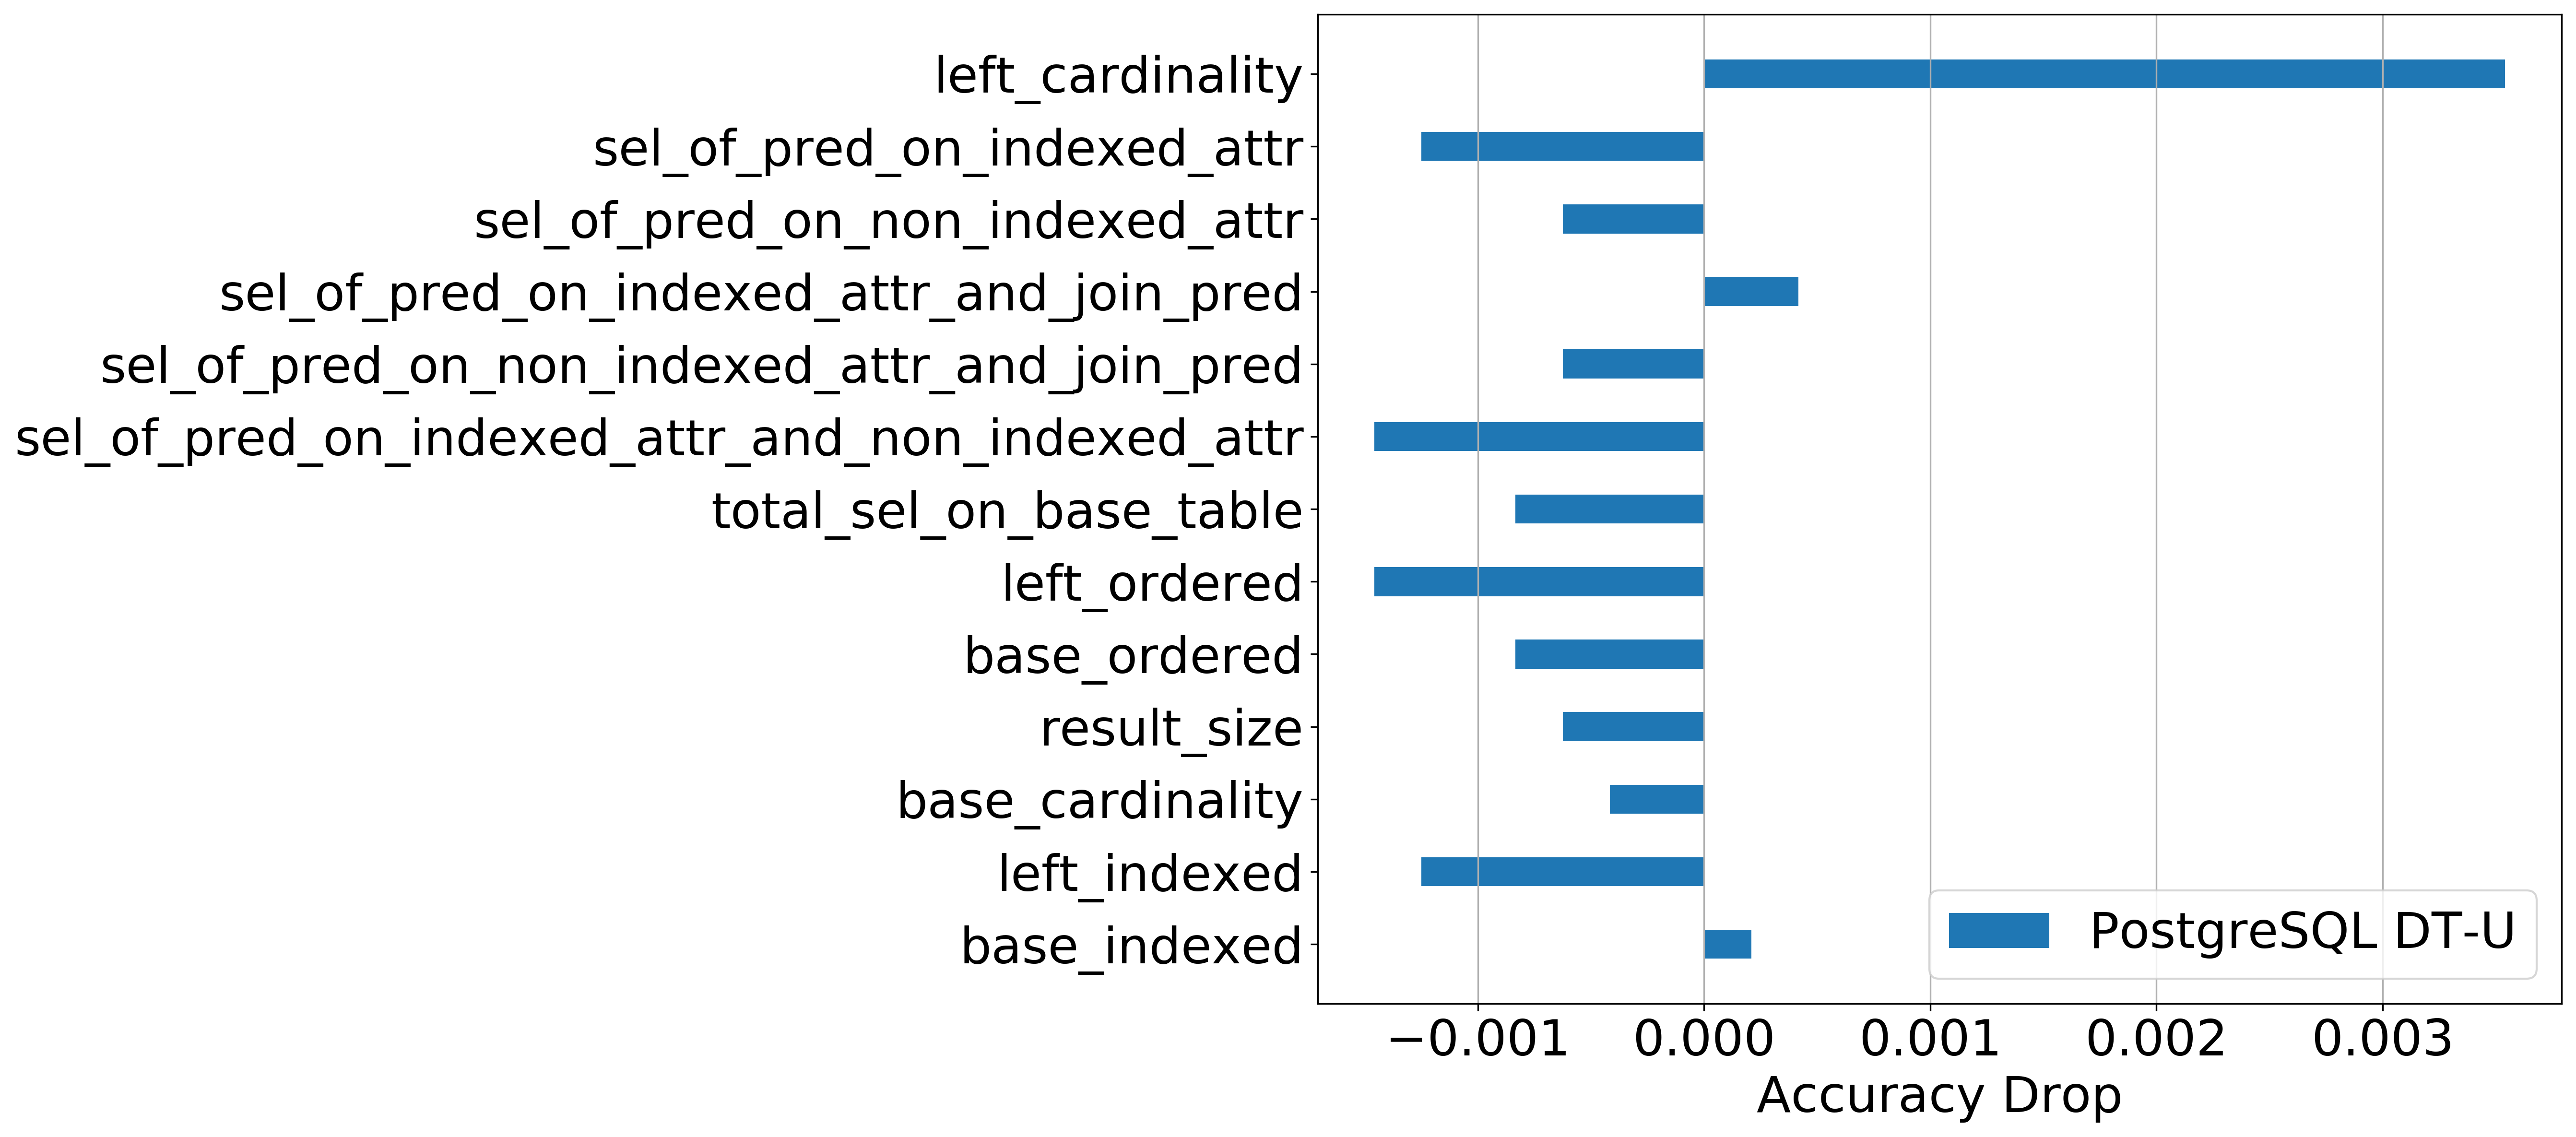 left_cardinality
sel_of_pred_on_indexed_attr
sel_of_pred_on_non_indexed_attr
sel_of_pred_on_indexed_attr_and_join_pred
sel_of_pred_on_non_indexed_attr_and_join_pred
sel_of_pred_on_indexed_attr_and_non_indexed_attr
total_sel_on_base_table
left_ordered
base_ordered
result_size
base_cardinality
left_indexed
base_indexed
PostgreSQL DT-U
−0.001 0.000 0.001 0.002 0.003
Accuracy Drop